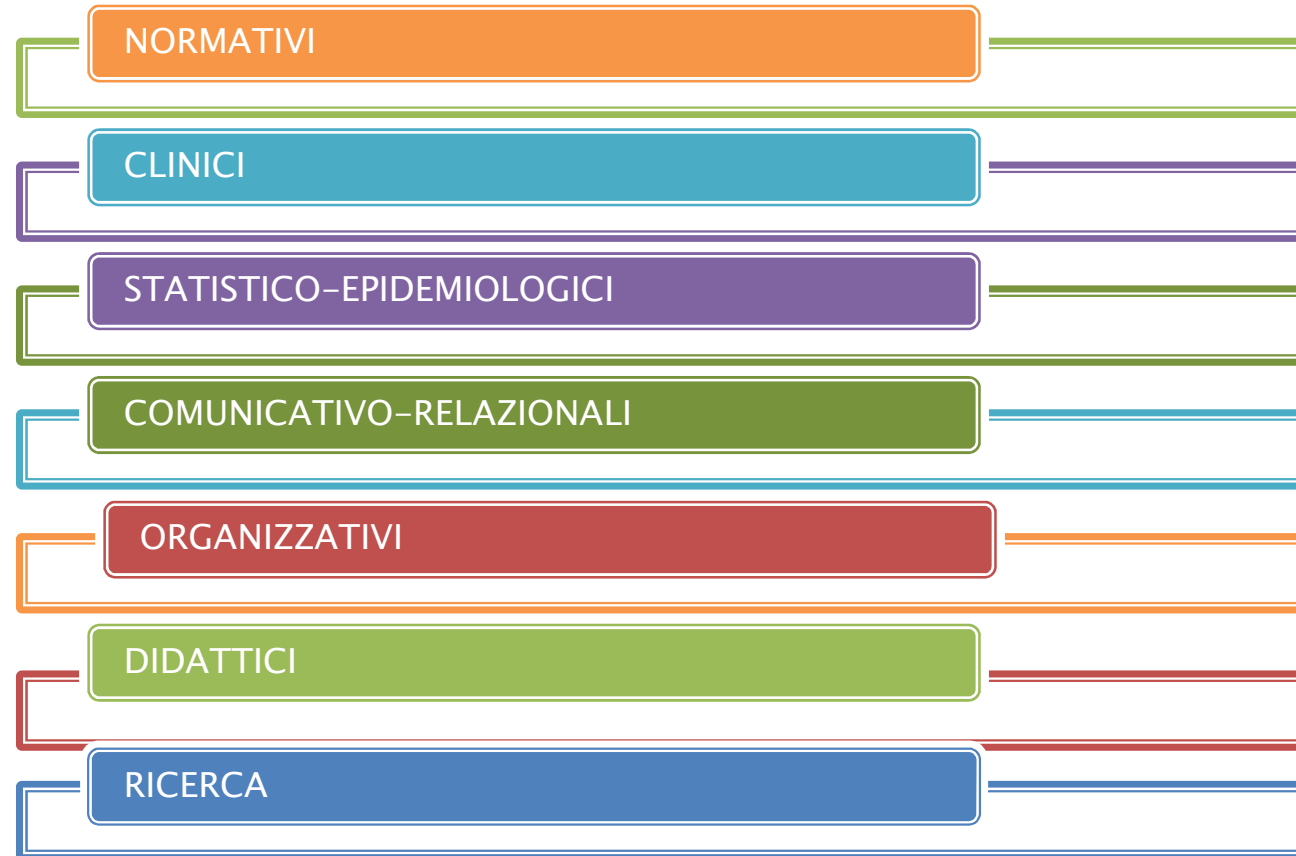 NORMATIVI
CLINICI
STATISTICO-EPIDEMIOLOGICI
COMUNICATIVO-RELAZIONALI
ORGANIZZATIVI
DIDATTICI
RICERCA